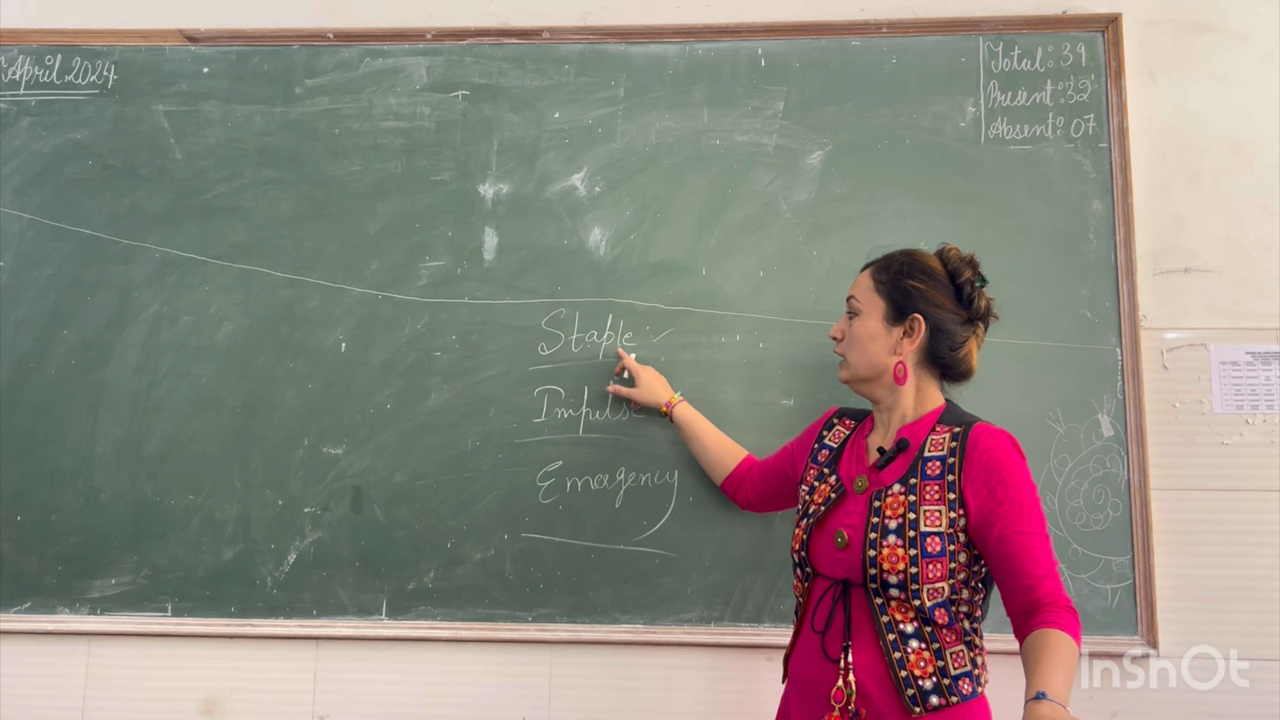 April 2024
Total: 39
Present: 32
Absent: 07
Staple :-
Impulse
Emergency
InShOt